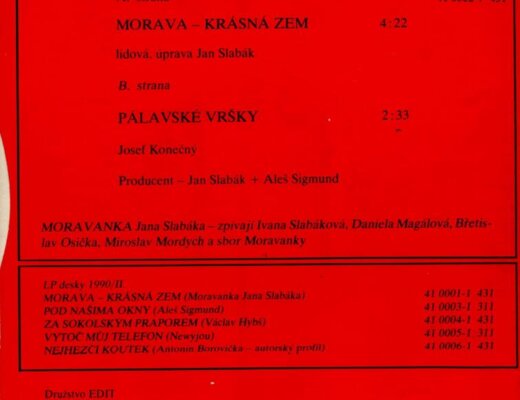 MORAVA – KRÁSNÁ ZEM 4:22
lidová, úprava Jan Slabák
B. strana
PÁLAVSKÉ VRŠKY 2:33
Josef Konečný
Producent – Jan Slabák + Aleš Sigmund
MORAVANKA Jana Slabáka – zpívají Ivana Slabáková, Daniela Magálová, Břetis-
lav Osička, Miroslav Mordych a sbor Moravanky
LP desky 1990/II
MORAVA – KRÁSNÁ ZEM (Moravanka Jana Slabáka) 41 0001-1 431
POD NAŠIMA OKNY (Aleš Sigmund) 41 0003-1 311
ZA SOKOLSKÝM PRAPOREM (Václav Hybš) 41 0004-1 431
VYTOČ MŮJ TELEFON (Newyjou) 41 0005-1 311
NEJHEZČÍ KOUTEK (Antonín Borovička – autorský profil) 41 0006-1 431
Družstvo EDIT